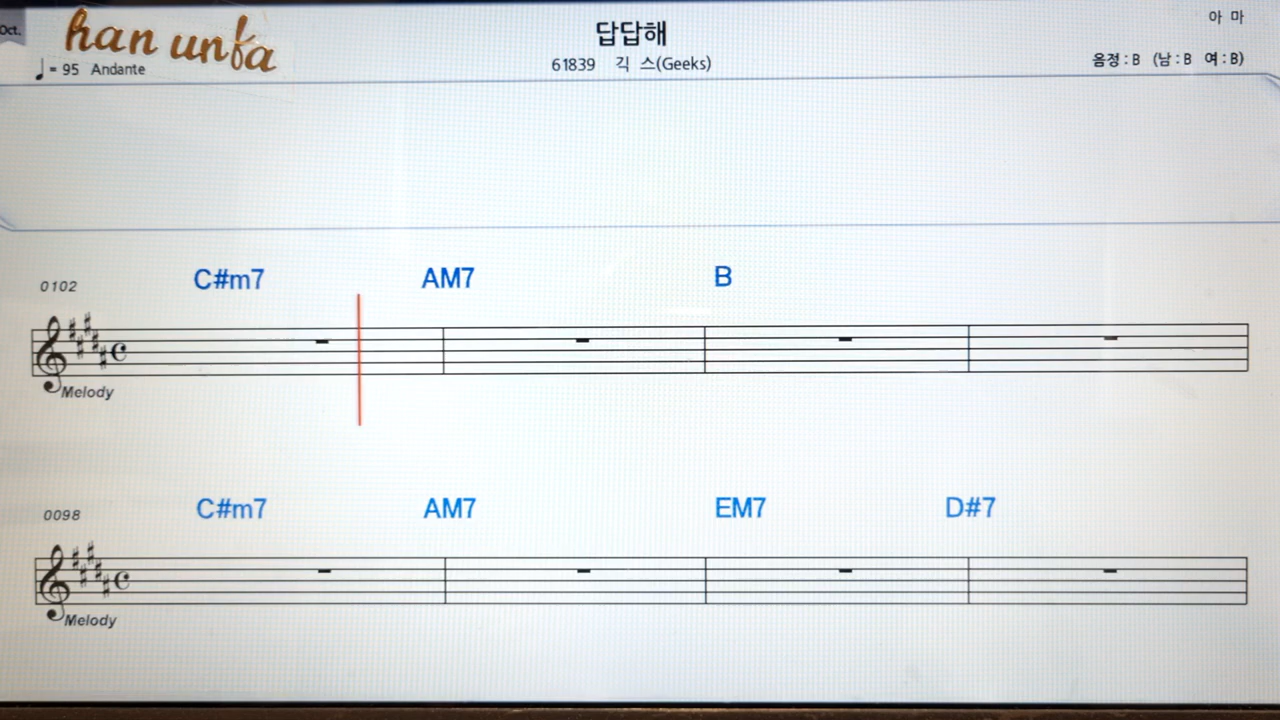 Oct.
han unfa
답답해
아 마
♩= 95 Andante
61839 긱 스(Geeks)
음정 : B (남 : B 여 : B)
0102
C#m7 AM7 B
Melody
0098
C#m7 AM7 EM7 D#7
Melody